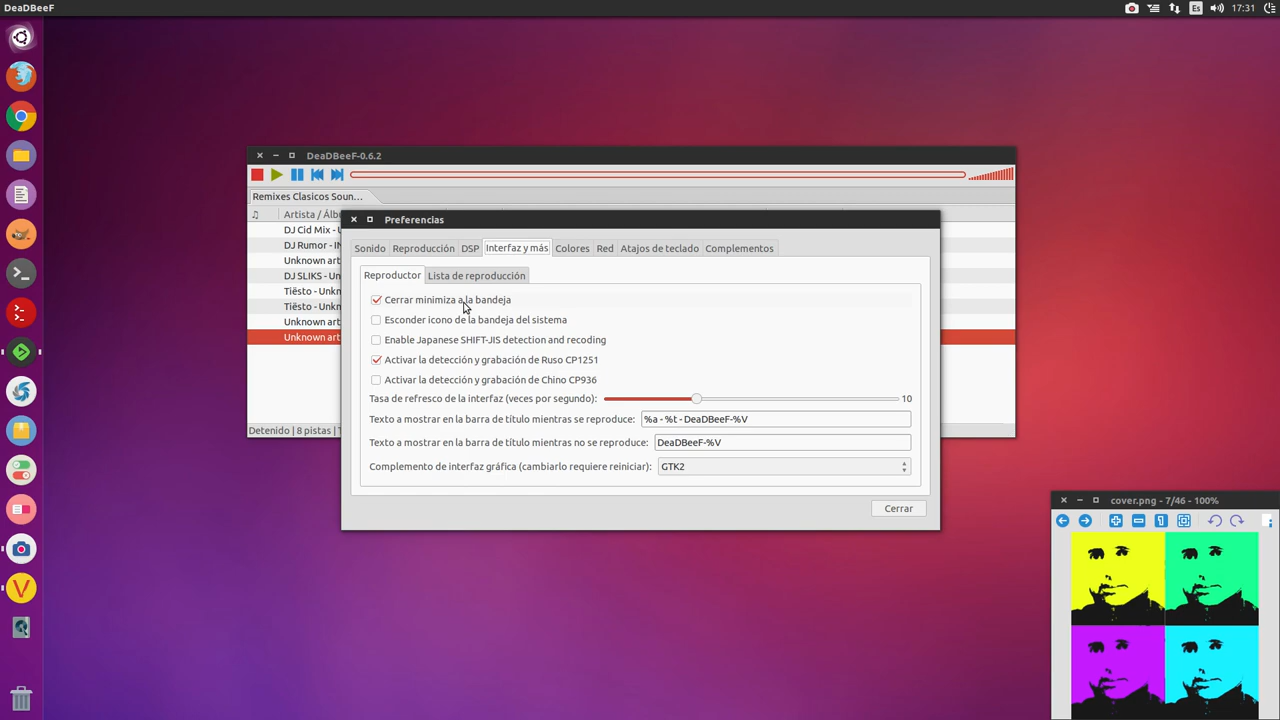 DeaDBeeF
Es
17:31
DeaDBeeF-0.6.2
Remixes Clasicos Soun...
Artista / Álbu
DJ Cid Mix - U
DJ Rumor - IN
Unknown art
DJ SLIKS - Un
Tiësto - Unkn
Tiësto - Unkn
Unknown art
Unknown art
Detenido | 8 pistas | T
Preferencias
Sonido Reproducción DSP Interfaz y más Colores Red Atajos de teclado Complementos
Reproductor Lista de reproducción
Cerrar minimiza a la bandeja
Esconder icono de la bandeja del sistema
Enable Japanese SHIFT-JIS detection and recoding
Activar la detección y grabación de Ruso CP1251
Activar la detección y grabación de Chino CP936
Tasa de refresco de la interfaz (veces por segundo): 10
Texto a mostrar en la barra de título mientras se reproduce: %a - %t - DeaDBeeF-%V
Texto a mostrar en la barra de título mientras no se reproduce: DeaDBeeF-%V
Complemento de interfaz gráfica (cambiarlo requiere reiniciar): GTK2
Cerrar
cover.png - 7/46 - 100%